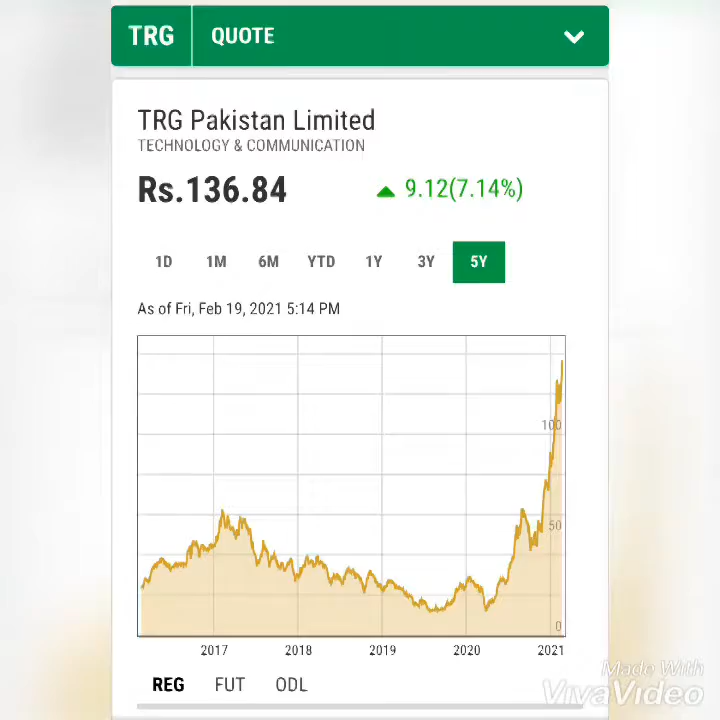 TRG QUOTE
TRG Pakistan Limited
TECHNOLOGY & COMMUNICATION
Rs.136.84 ▲ 9.12(7.14%)
1D 1M 6M YTD 1Y 3Y 5Y
As of Fri, Feb 19, 2021 5:14 PM
100
50
0
2017 2018 2019 2020 2021
REG FUT ODL
Made With
VivaVideo